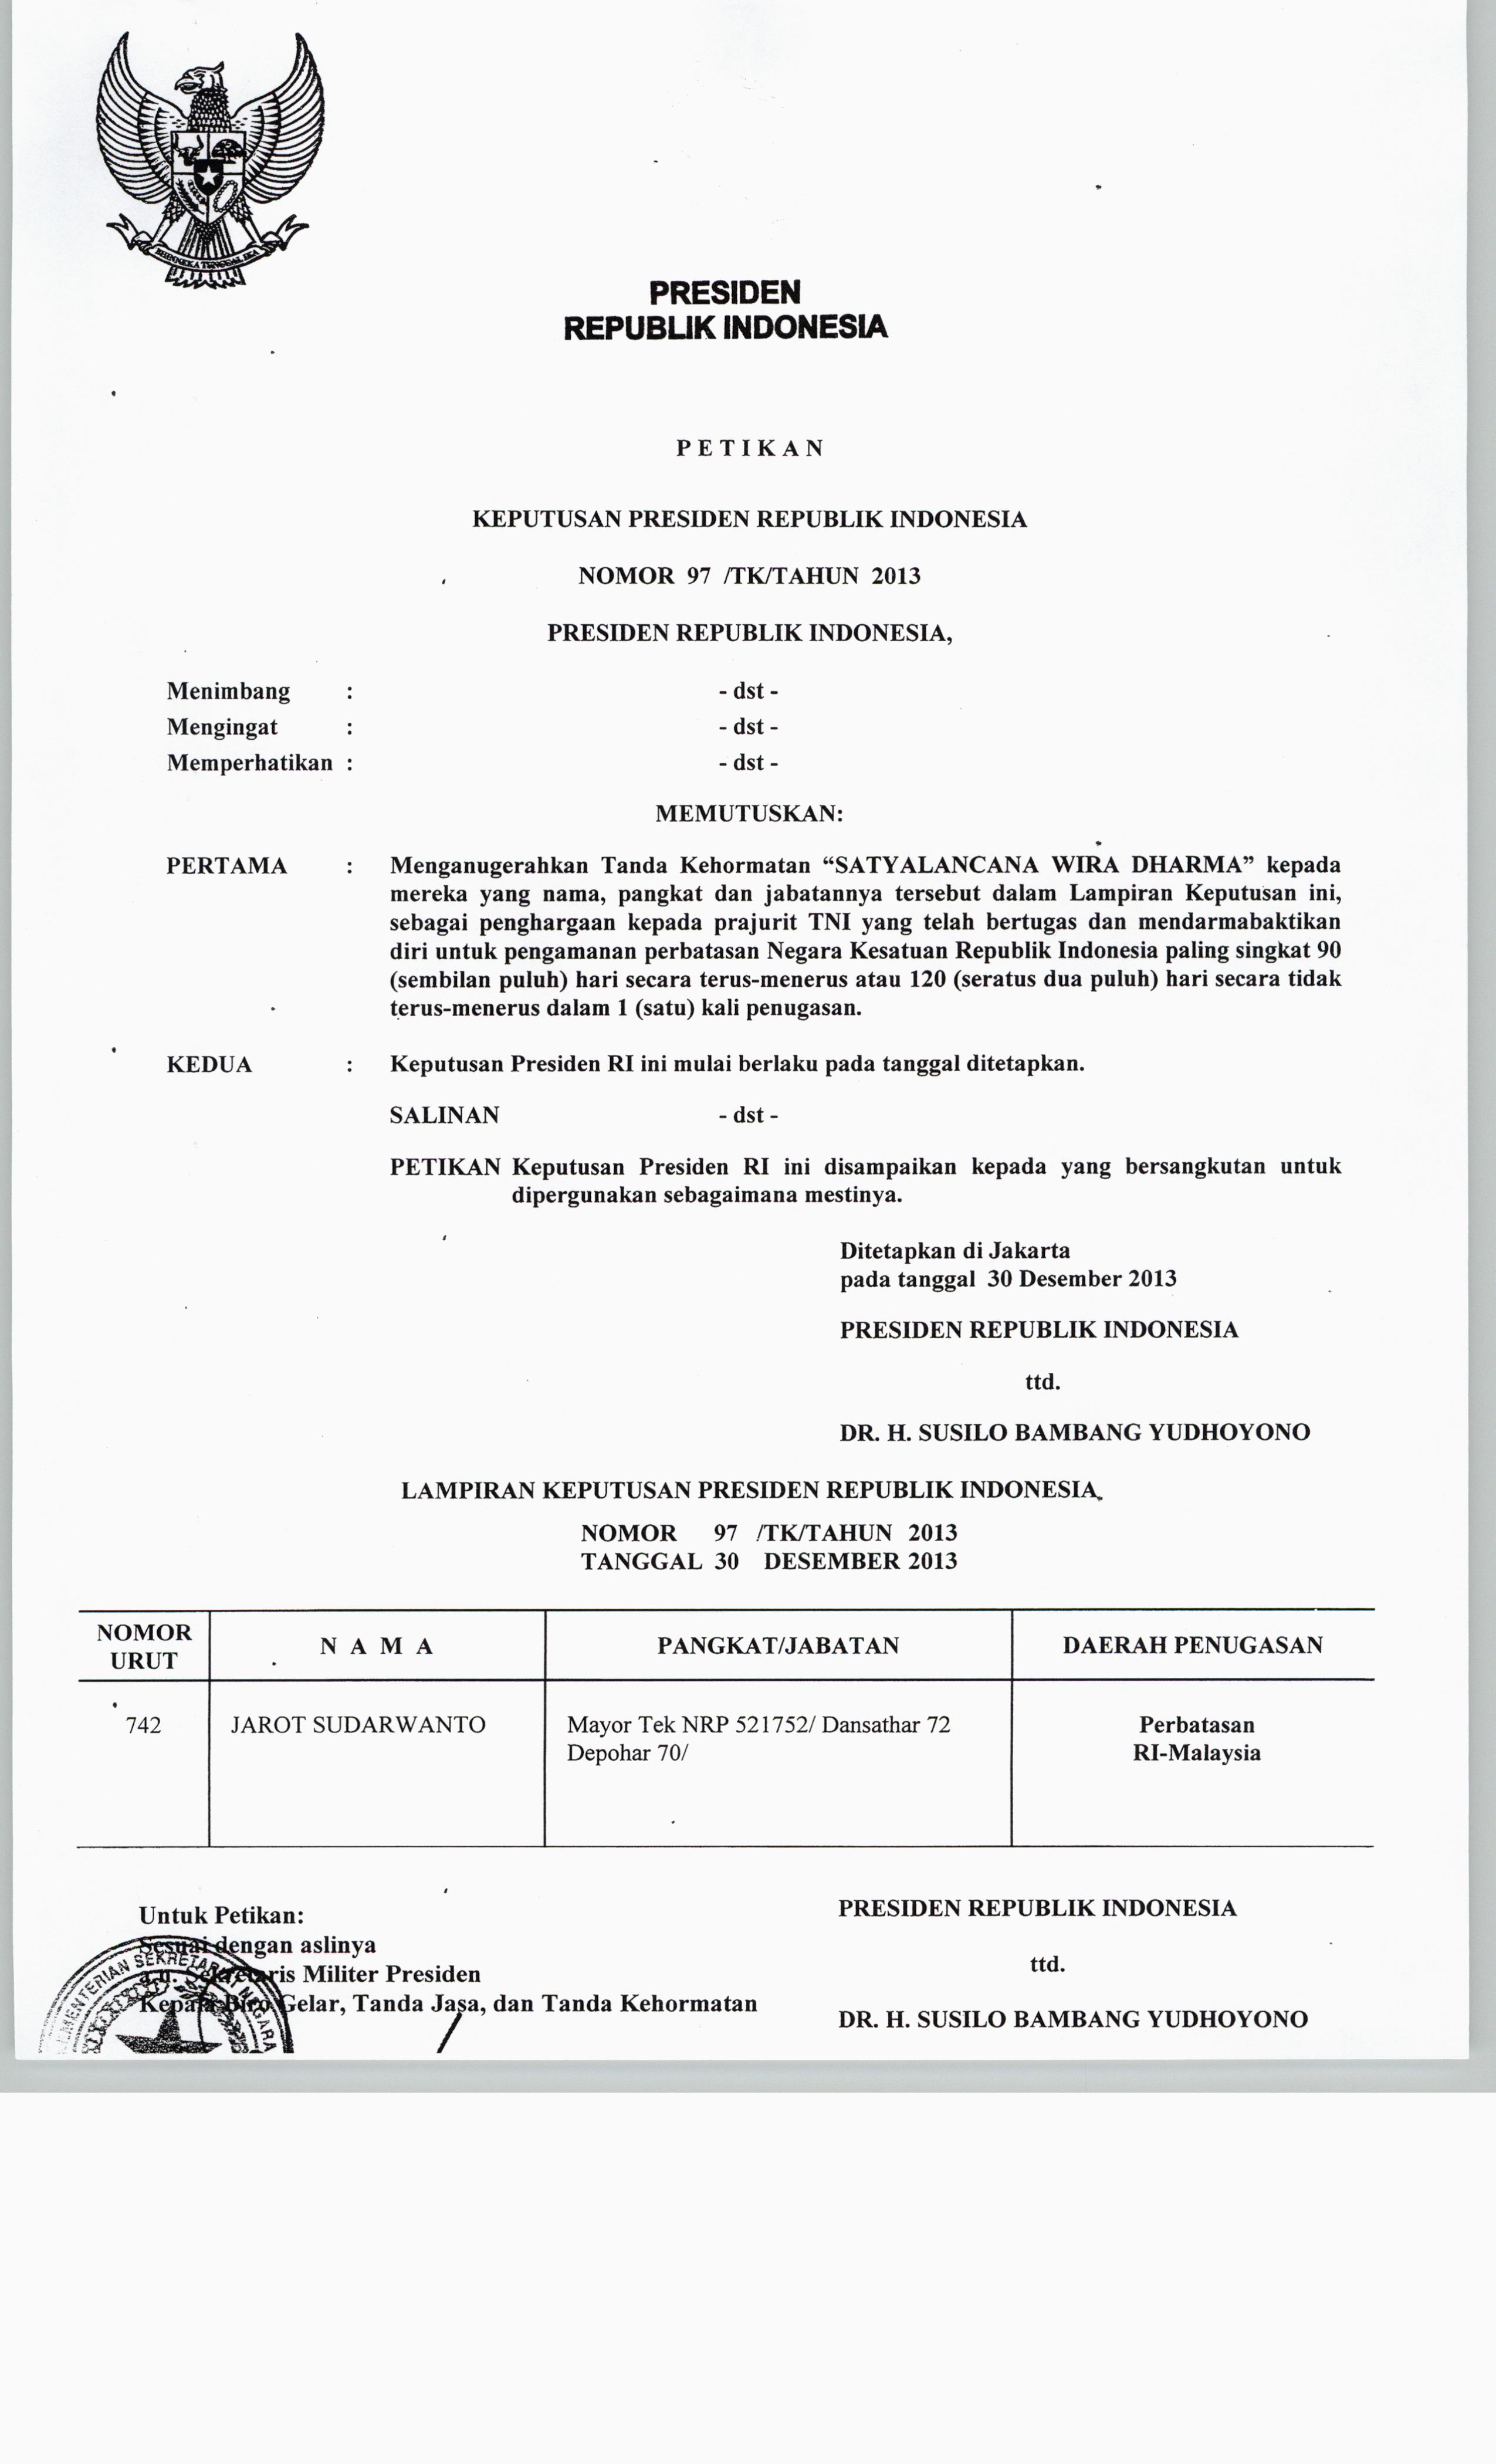 BHINNEKA TUNGGAL IKA
PRESIDEN
REPUBLIK INDONESIA
P E T I K A N
KEPUTUSAN PRESIDEN REPUBLIK INDONESIA
NOMOR 97 /TK/TAHUN 2013
PRESIDEN REPUBLIK INDONESIA,
Menimbang : - dst -
Mengingat : - dst -
Memperhatikan : - dst -
MEMUTUSKAN:
PERTAMA : Menganugerahkan Tanda Kehormatan “SATYALANCANA WIRA DHARMA” kepada
mereka yang nama, pangkat dan jabatannya tersebut dalam Lampiran Keputusan ini,
sebagai penghargaan kepada prajurit TNI yang telah bertugas dan mendarmabaktikan
diri untuk pengamanan perbatasan Negara Kesatuan Republik Indonesia paling singkat 90
(sembilan puluh) hari secara terus-menerus atau 120 (seratus dua puluh) hari secara tidak
terus-menerus dalam 1 (satu) kali penugasan.
KEDUA : Keputusan Presiden RI ini mulai berlaku pada tanggal ditetapkan.
SALINAN - dst -
PETIKAN Keputusan Presiden RI ini disampaikan kepada yang bersangkutan untuk
dipergunakan sebagaimana mestinya.
Ditetapkan di Jakarta
pada tanggal 30 Desember 2013
PRESIDEN REPUBLIK INDONESIA
ttd.
DR. H. SUSILO BAMBANG YUDHOYONO
LAMPIRAN KEPUTUSAN PRESIDEN REPUBLIK INDONESIA,
NOMOR 97 /TK/TAHUN 2013
TANGGAL 30 DESEMBER 2013
NOMOR URUT N A M A PANGKAT/JABATAN DAERAH PENUGASAN
742 JAROT SUDARWANTO Mayor Tek NRP 521752/ Dansathar 72 Perbatasan
Depohar 70/ RI-Malaysia
Untuk Petikan:
Sesuai dengan aslinya
a.n. Sekretaris Militer Presiden
Kepala Biro Gelar, Tanda Jasa, dan Tanda Kehormatan
PRESIDEN REPUBLIK INDONESIA
ttd.
DR. H. SUSILO BAMBANG YUDHOYONO
SEKRETARIAT NEGARA